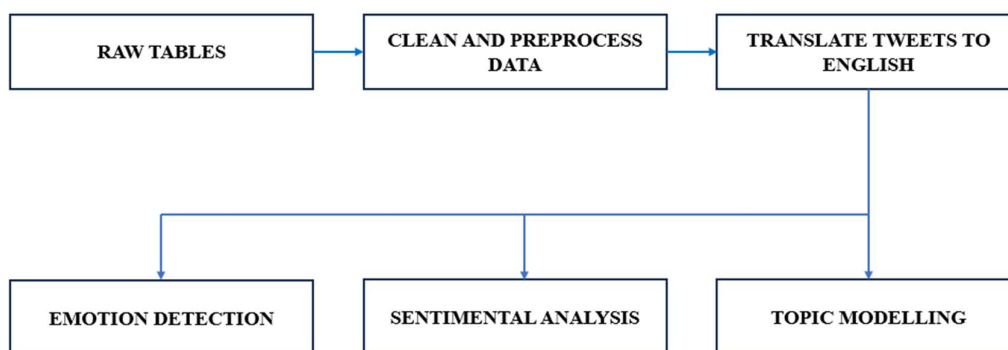 RAW TABLES
CLEAN AND PREPROCESS
DATA
TRANSLATE TWEETS TO
ENGLISH
EMOTION DETECTION
SENTIMENTAL ANALYSIS
TOPIC MODELLING